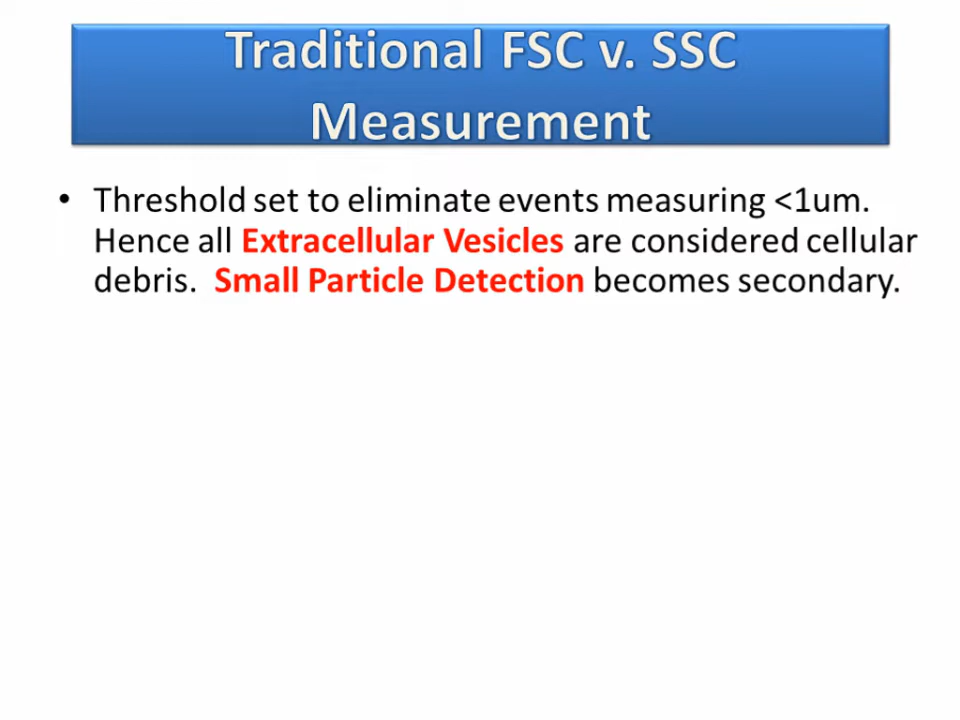 Traditional FSC v. SSC
Measurement
• Threshold set to eliminate events measuring <1um.
Hence all Extracellular Vesicles are considered cellular
debris.  Small Particle Detection becomes secondary.